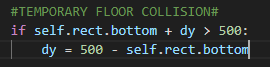 #TEMPORARY FLOOR COLLISION#
if self.rect.bottom + dy > 500:
    dy = 500 - self.rect.bottom